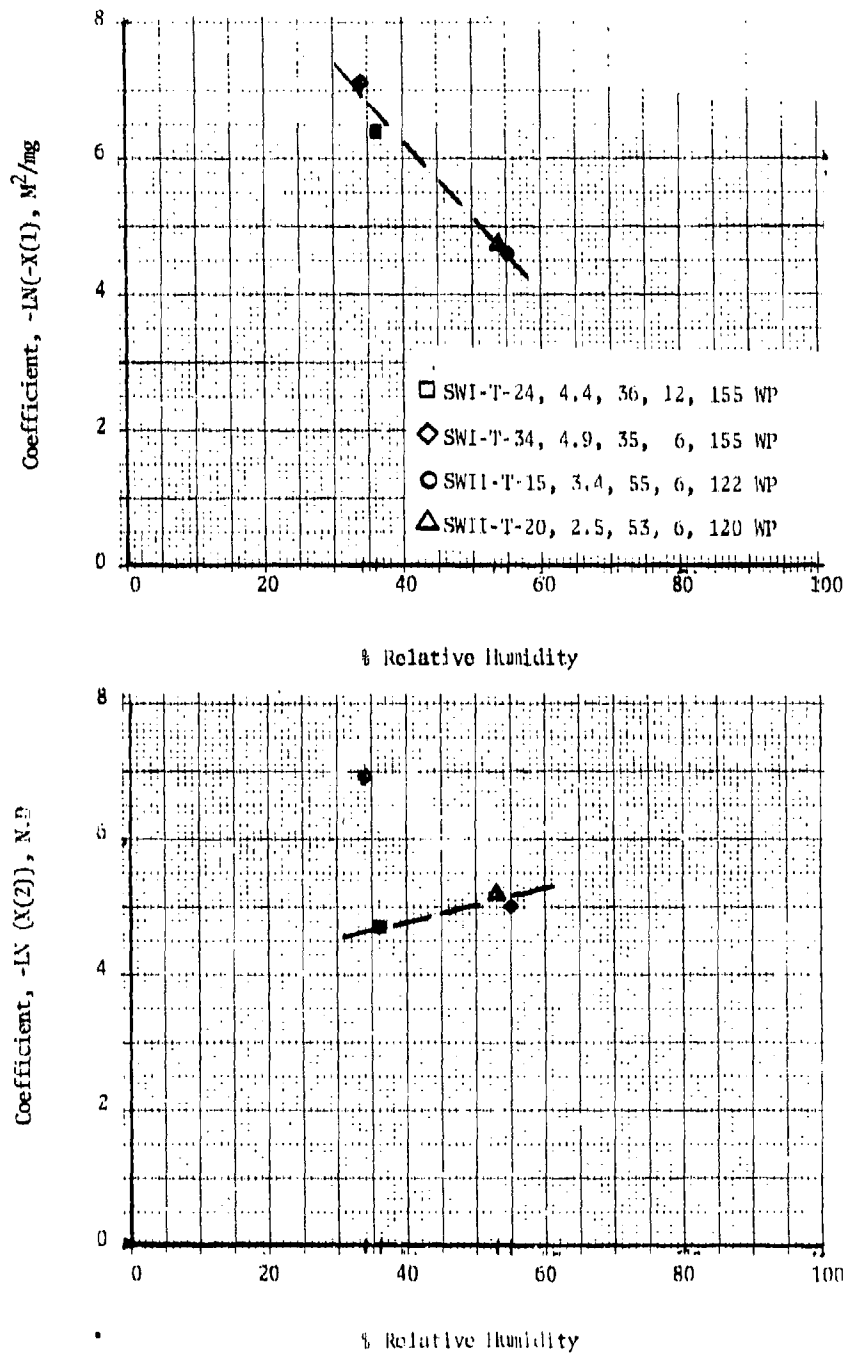 8
6
4
2
0
Coefficient, -LN(-X(1), M²/mg
□ SWI-T-24, 4.4, 36, 12, 155 WP
◇ SWI-T-34, 4.9, 35, 6, 155 WP
○ SWII-T-15, 3.4, 55, 6, 122 WP
△ SWII-T-20, 2.5, 53, 6, 120 WP
0 20 40 60 80 100
% Relative Humidity
8
6
4
2
0
Coefficient, -LN (X(2)), N.D
0 20 40 60 80 100
% Relative Humidity